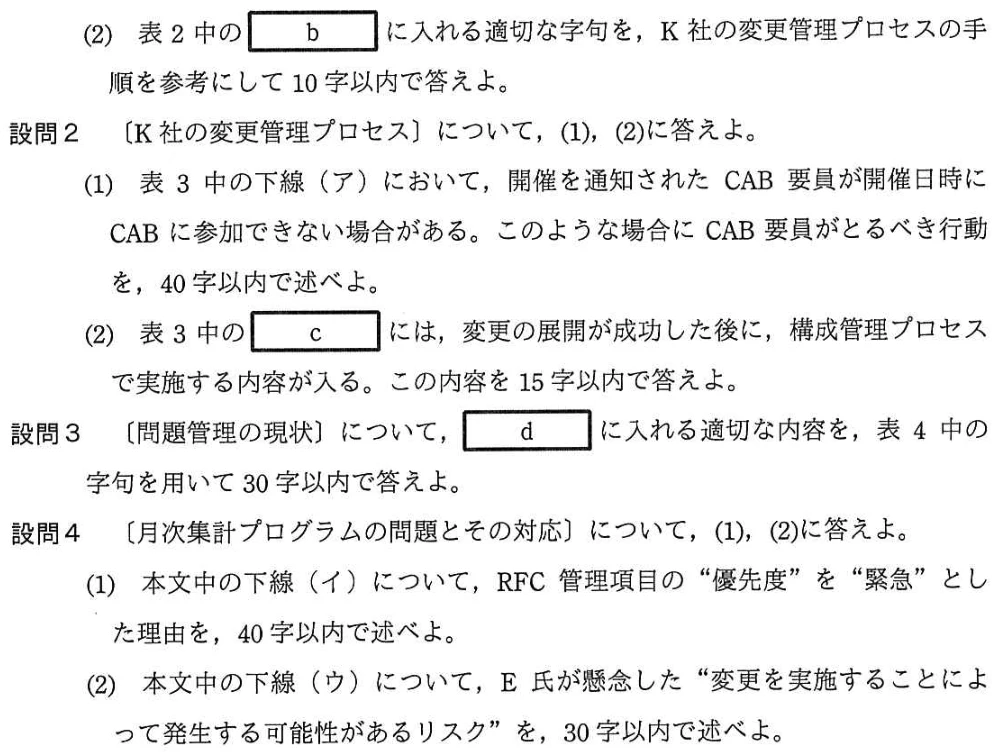 (2) 表2中の b に入れる適切な字句を，K社の変更管理プロセスの手
順を参考にして10字以内で答えよ。
設問2 〔K社の変更管理プロセス〕について，(1)，(2)に答えよ。
(1) 表3中の下線（ア）において，開催を通知されたCAB要員が開催日時に
CABに参加できない場合がある。このような場合にCAB要員がとるべき行動
を，40字以内で述べよ。
(2) 表3中の c には，変更の展開が成功した後に，構成管理プロセス
で実施する内容が入る。この内容を15字以内で答えよ。
設問3 〔問題管理の現状〕について， d に入れる適切な内容を，表4中の
字句を用いて30字以内で答えよ。
設問4 〔月次集計プログラムの問題とその対応〕について，(1)，(2)に答えよ。
(1) 本文中の下線（イ）について，RFC管理項目の“優先度”を“緊急”とし
た理由を，40字以内で述べよ。
(2) 本文中の下線（ウ）について，E氏が懸念した“変更を実施することによ
って発生する可能性があるリスク”を，30字以内で述べよ。